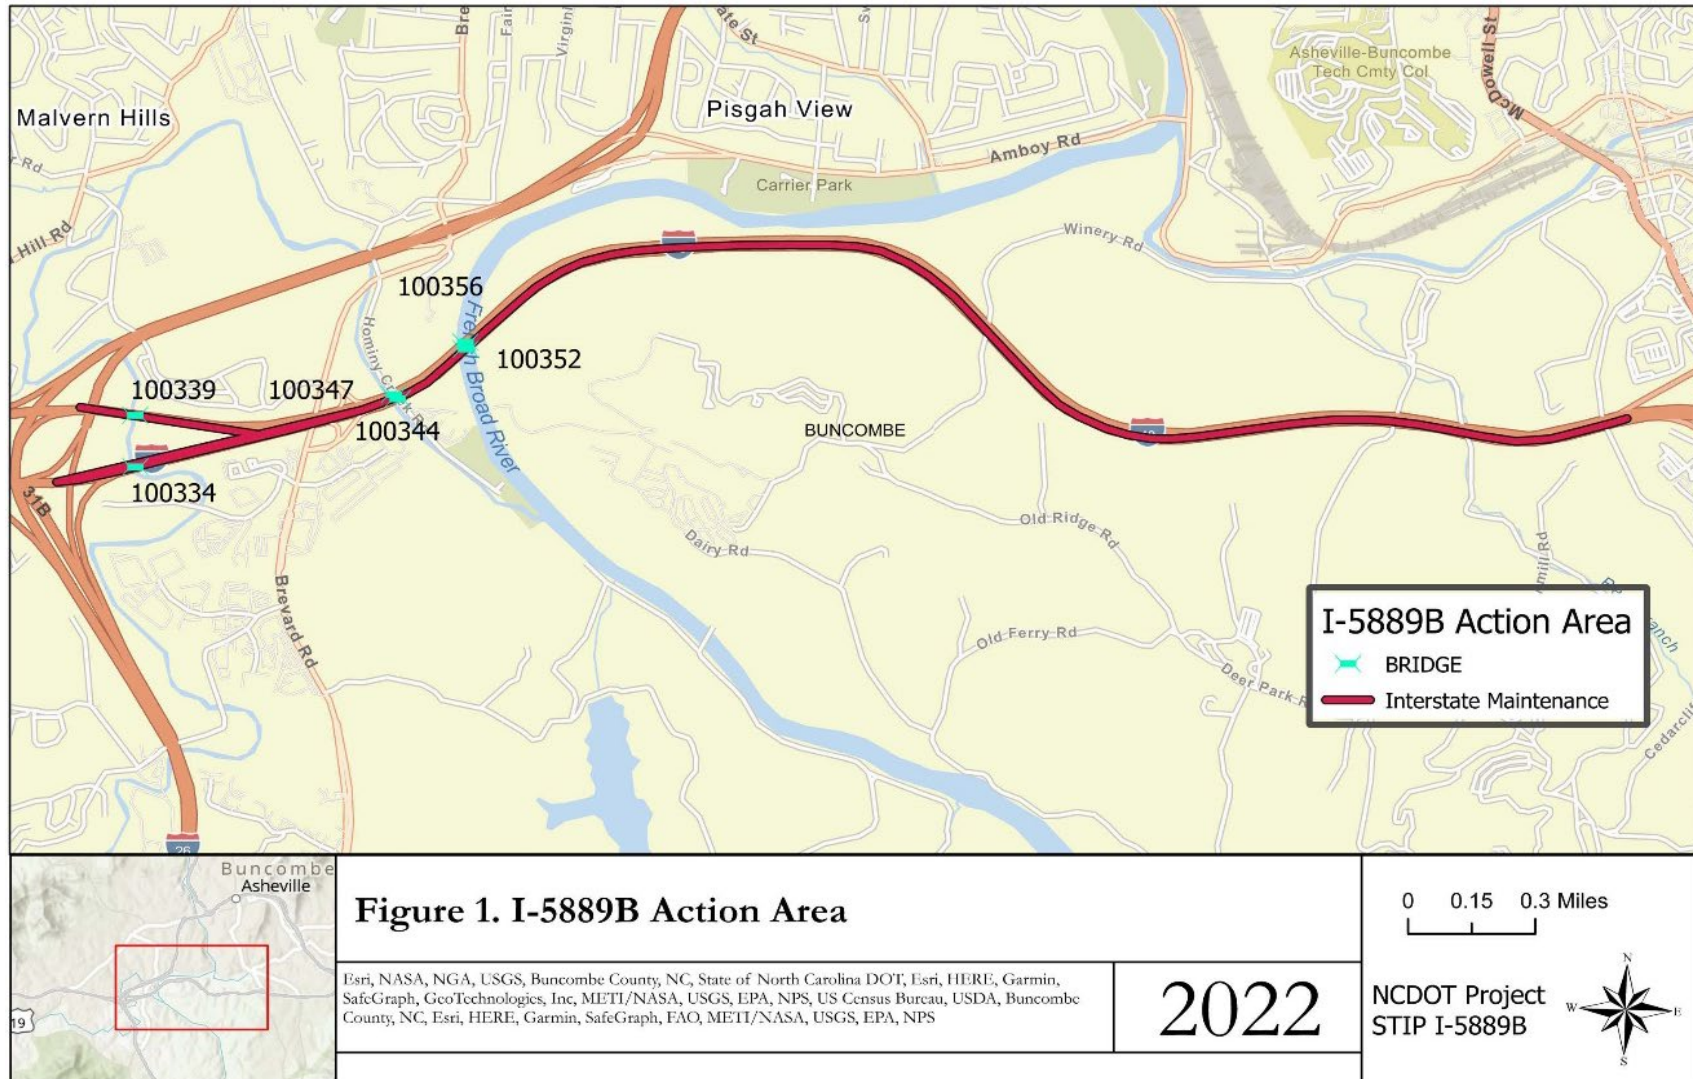 Malvern Hills
Pisgah View
Asheville-Buncombe
Tech Cmty Col
McDowell St
Amboy Rd
Carrier Park
Winery Rd
Hill Rd
100356
French Broad River
100352
100339
100347
Hominy Creek
100344
100334
31B
BUNCOMBE
Old Ridge Rd
Dairy Rd
Brevard Rd
Old Ferry Rd
Deer Park R
26
I-5889B Action Area
BRIDGE
Interstate Maintenance
Buncombe
Asheville
19
Figure 1. I-5889B Action Area
Esri, NASA, NGA, USGS, Buncombe County, NC, State of North Carolina DOT, Esri, HERE, Garmin,
SafeGraph, GeoTechnologies, Inc, METI/NASA, USGS, EPA, NPS, US Census Bureau, USDA, Buncombe
County, NC, Esri, HERE, Garmin, SafeGraph, FAO, METI/NASA, USGS, EPA, NPS
2022
0 0.15 0.3 Miles
NCDOT Project
STIP I-5889B
N
W E
S